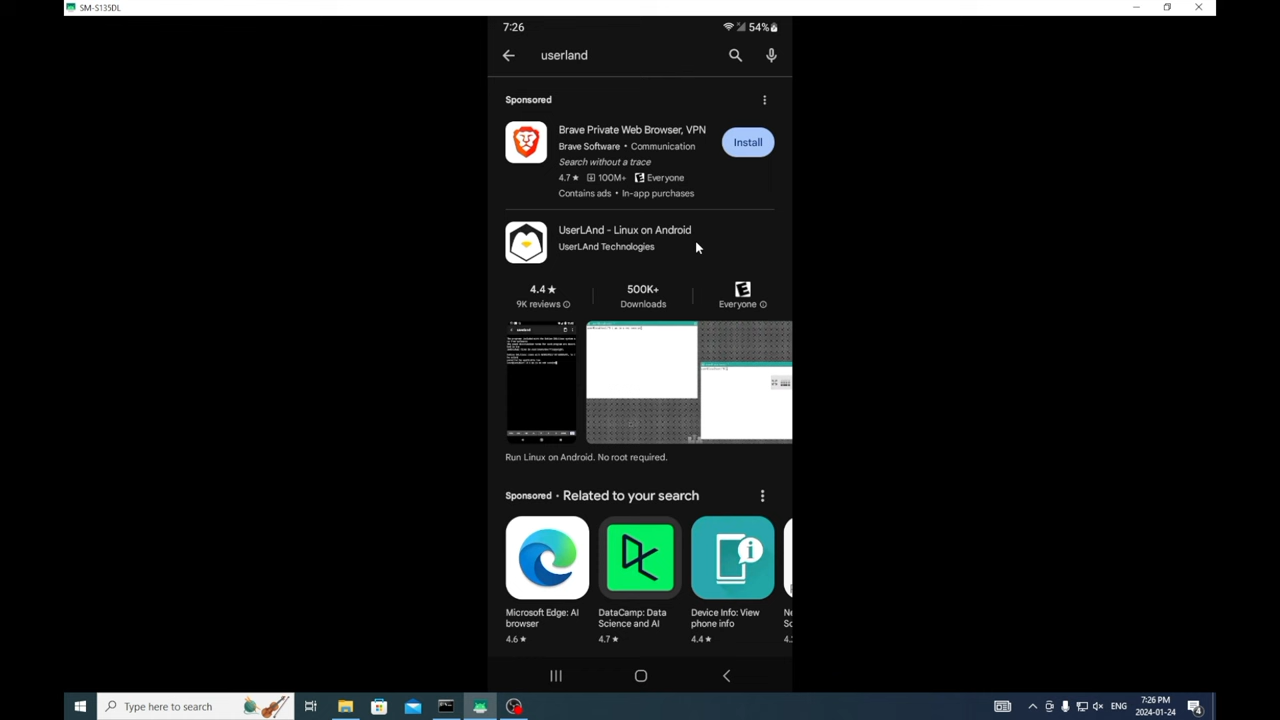 SM-S135DL
7:26
54%
userland
Sponsored
Brave Private Web Browser, VPN
Brave Software • Communication
Install
Search without a trace
4.7★ 100M+ E Everyone
Contains ads • In-app purchases
UserLAnd - Linux on Android
UserLAnd Technologies
4.4★ 500K+ E
9K reviews Downloads Everyone
Run Linux on Android. No root required.
Sponsored • Related to your search
Microsoft Edge: AI browser
4.6★
DataCamp: Data Science and AI
4.7★
Device Info: View phone info
4.4★
Type here to search
ENG
7:26 PM
2024-01-24
4